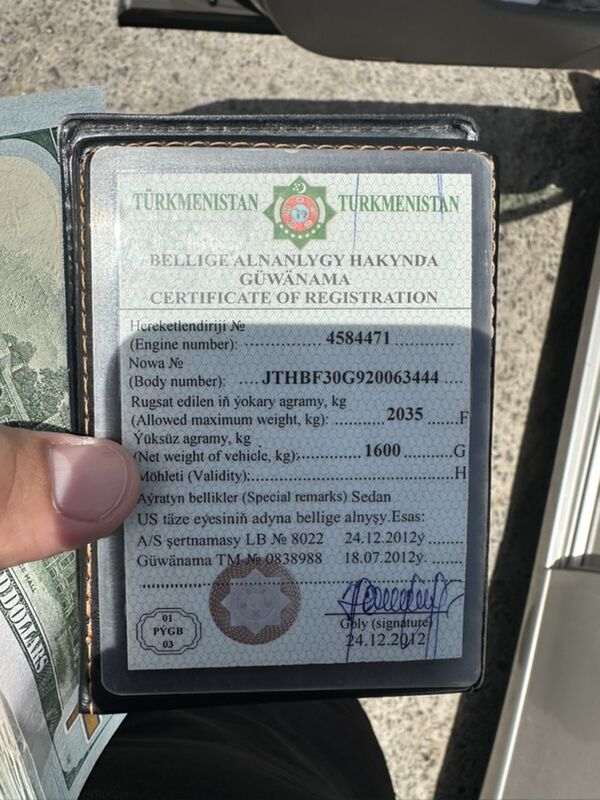 TÜRKMENISTAN TURKMENISTAN
BELLIGE ALNANLYGY HAKYNDA
GÜWÄNAMA
CERTIFICATE OF REGISTRATION
Hereketlendiriji №
(Engine number): ................ 4584471 ................
Nowa №
(Body number): ....JTHBF30G920063444 ....
Rugsat edilen iň ýokary agramy, kg
(Allowed maximum weight, kg): .......... 2035 ......F
Ýüksüz agramy, kg
(Net weight of vehicle, kg): ............. 1600 ..........G
Möhleti (Validity): ........................................H
Aýratyn bellikler (Special remarks) Sedan
US täze eýesiniň adyna bellige alnyşy.Esas:
A/S şertnamasy LB № 8022 24.12.2012ý.
Güwänama TM № 0838988 18.07.2012ý
01
PÝGB
03
Goly (signature)
24.12.2012
DOLLARS